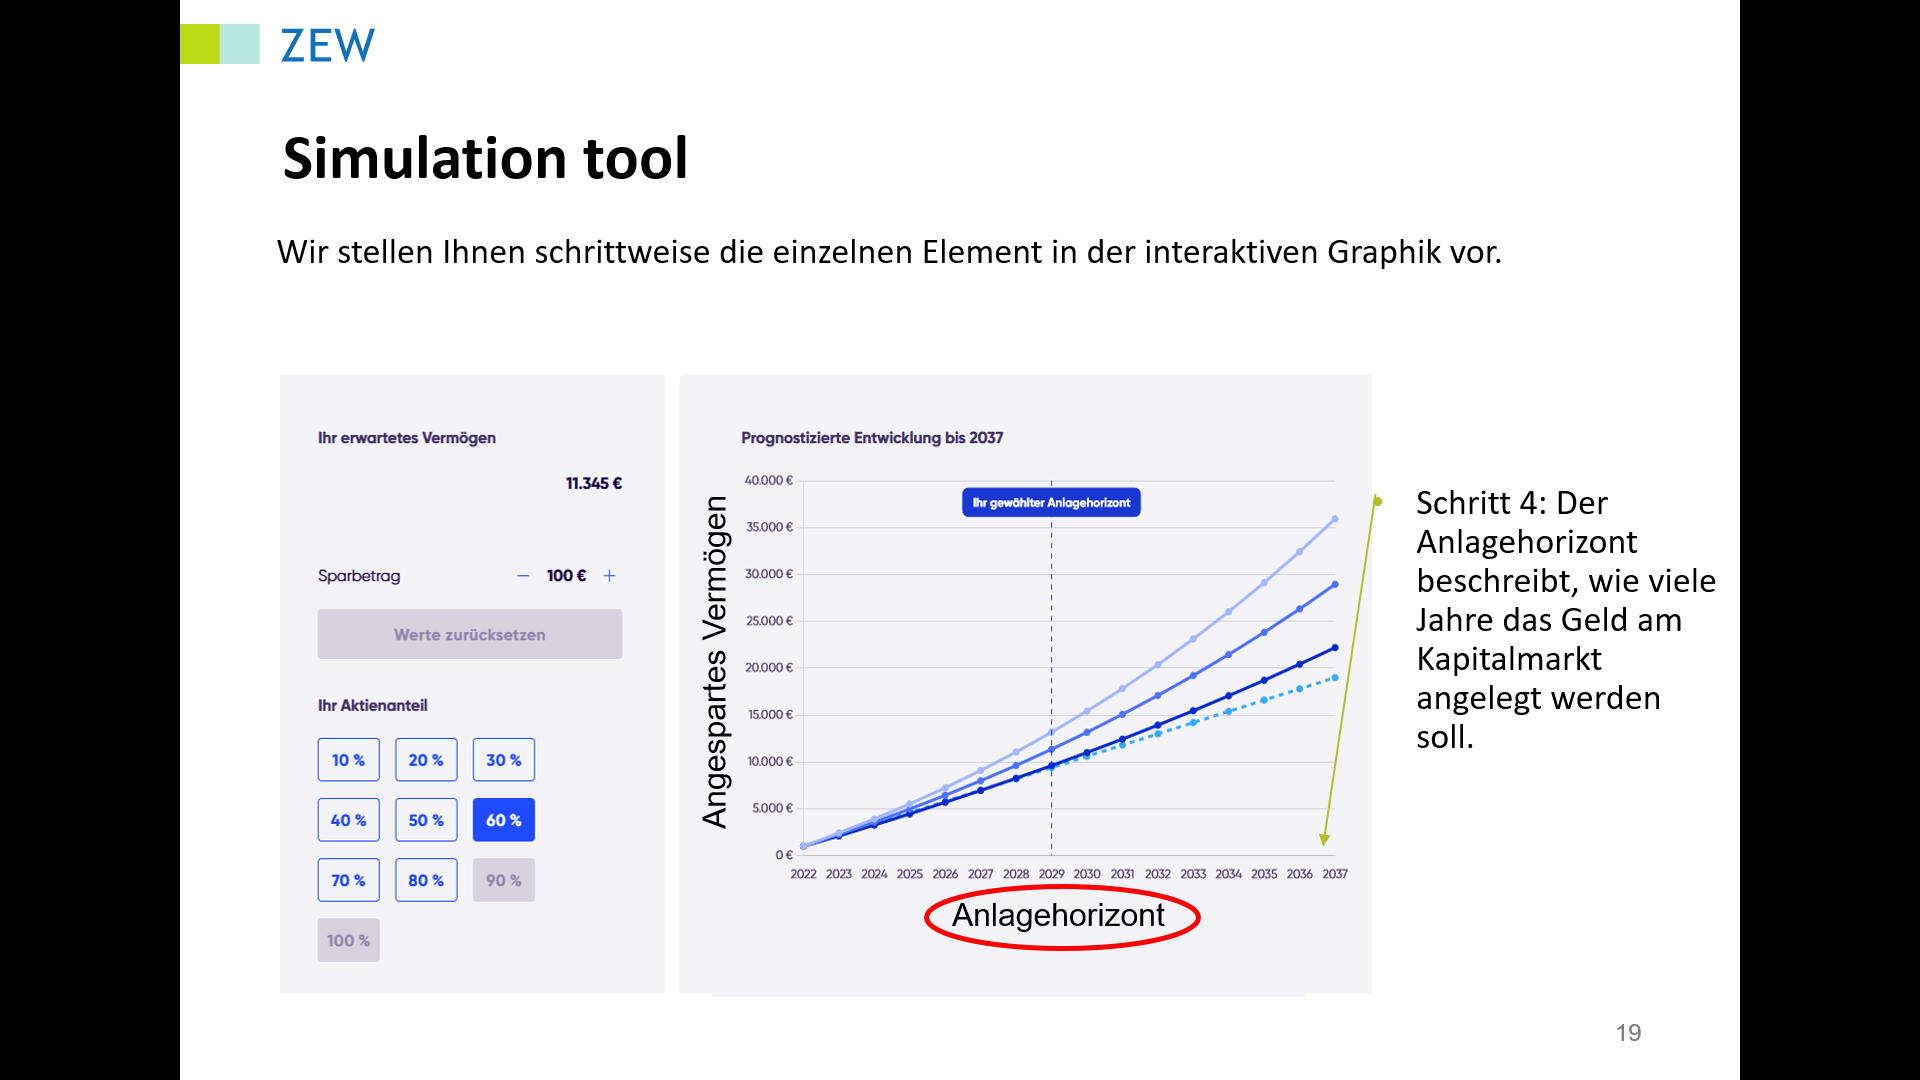 ZEW
Simulation tool
Wir stellen Ihnen schrittweise die einzelnen Element in der interaktiven Graphik vor.
Ihr erwartetes Vermögen
11.345 €
Sparbetrag − 100 € +
Werte zurücksetzen
Ihr Aktienanteil
10 % 20 % 30 %
40 % 50 % 60 %
70 % 80 % 90 %
100 %
Prognostizierte Entwicklung bis 2037
Angespartes Vermögen
40.000 €
Ihr gewählter Anlagehorizont
35.000 €
30.000 €
25.000 €
20.000 €
15.000 €
10.000 €
5.000 €
0 €
2022 2023 2024 2025 2026 2027 2028 2029 2030 2031 2032 2033 2034 2035 2036 2037
Anlagehorizont
Schritt 4: Der
Anlagehorizont
beschreibt, wie viele
Jahre das Geld am
Kapitalmarkt
angelegt werden
soll.
19